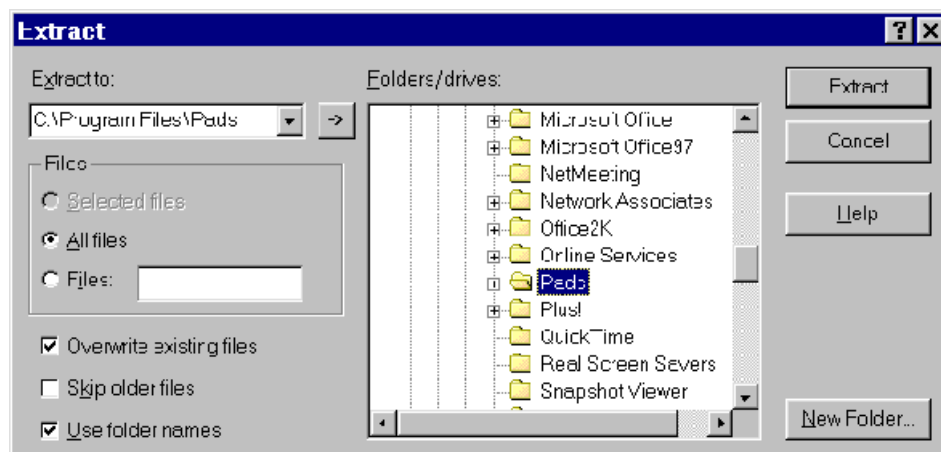 Extract
Extract to:
C:\Program Files\Pads
->
Files
Selected files
All files
Files:
Overwrite existing files
Skip older files
Use folder names
Folders/drives:
Microsoft Office
Microsoft Office97
NetMeeting
Network Associates
Office2K
Online Services
Pads
Plus!
QuickTime
Real Screen Savers
Snapshot Viewer
Extract
Cancel
Help
New Folder...